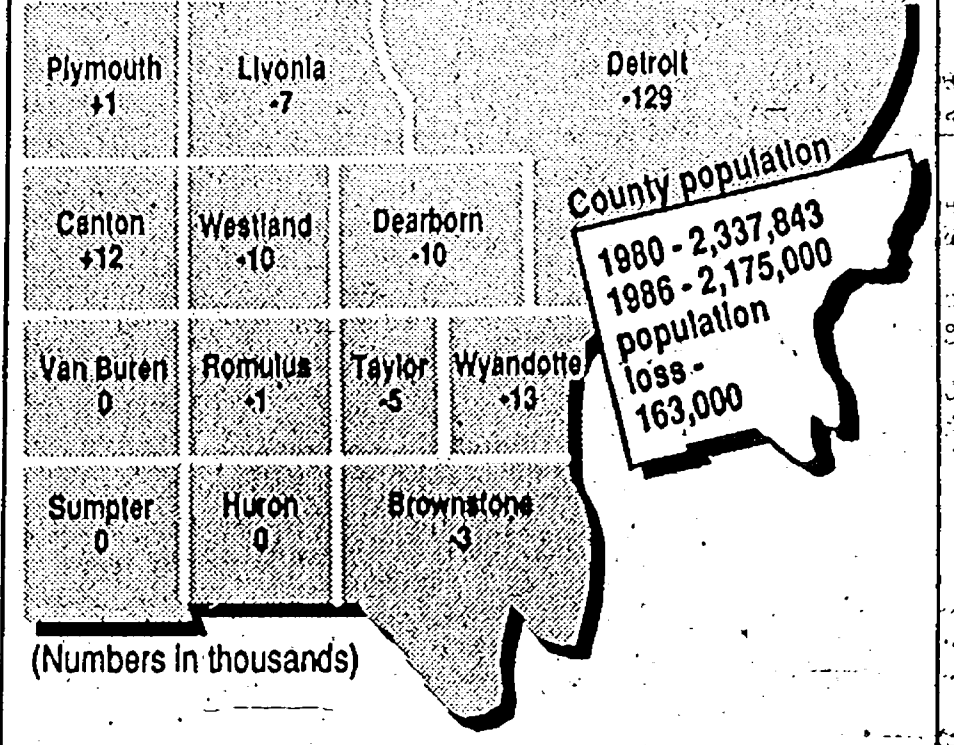 Plymouth
+1
Livonia
-7
Detroit
-129
Canton
+12
Westland
-10
Dearborn
-10
County population
1980 - 2,337,843
1986 - 2,175,000
population
loss -
163,000
Van Buren
0
Romulus
-1
Taylor
-5
Wyandotte
-13
Sumpter
0
Huron
0
Brownstone
-3
(Numbers in thousands)